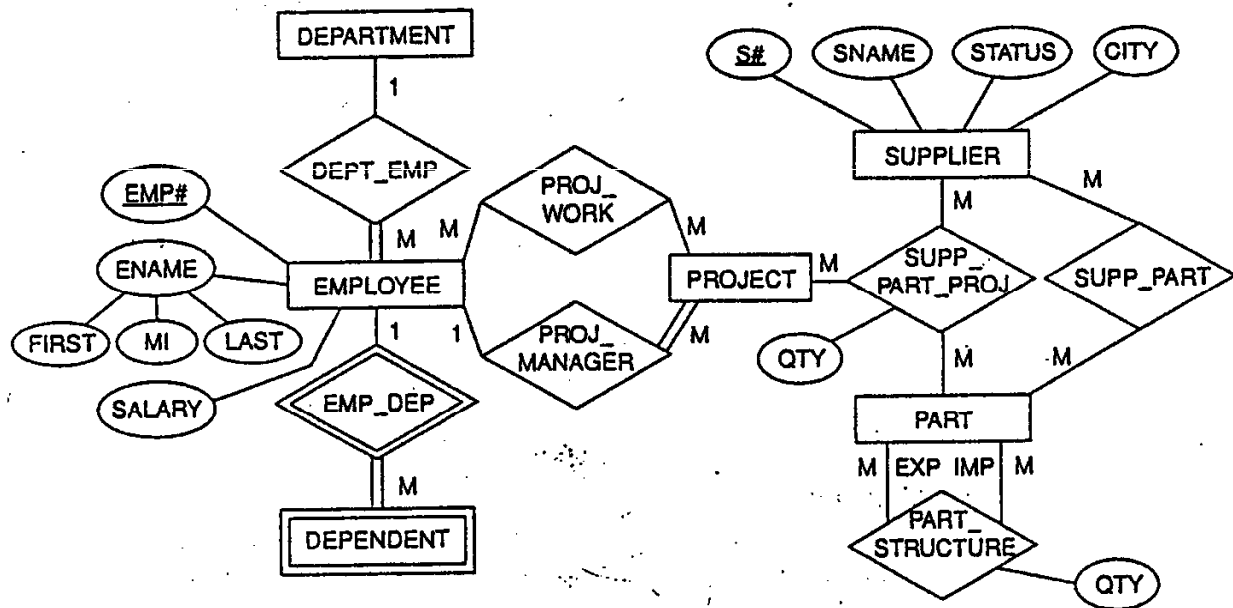 DEPARTMENT
1
DEPT_EMP
M
EMP#
ENAME
FIRST
MI
LAST
SALARY
EMPLOYEE
1
EMP_DEP
M
DEPENDENT
M
PROJ_
WORK
M
1
PROJ_
MANAGER
M
PROJECT
M
S#
SNAME
STATUS
CITY
SUPPLIER
M
M
SUPP_
PART_PROJ
SUPP_PART
QTY
M
M
PART
M EXP IMP M
PART_
STRUCTURE
QTY